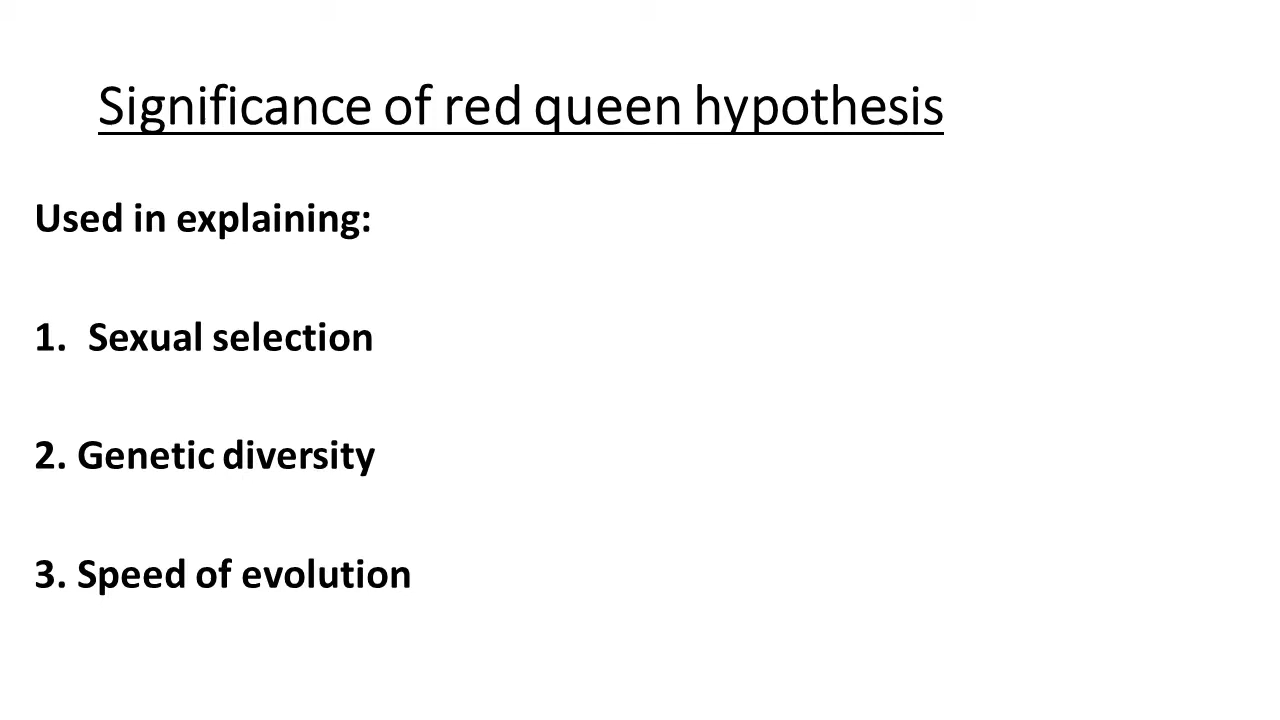 Significance of red queen hypothesis
Used in explaining:
1. Sexual selection
2. Genetic diversity
3. Speed of evolution